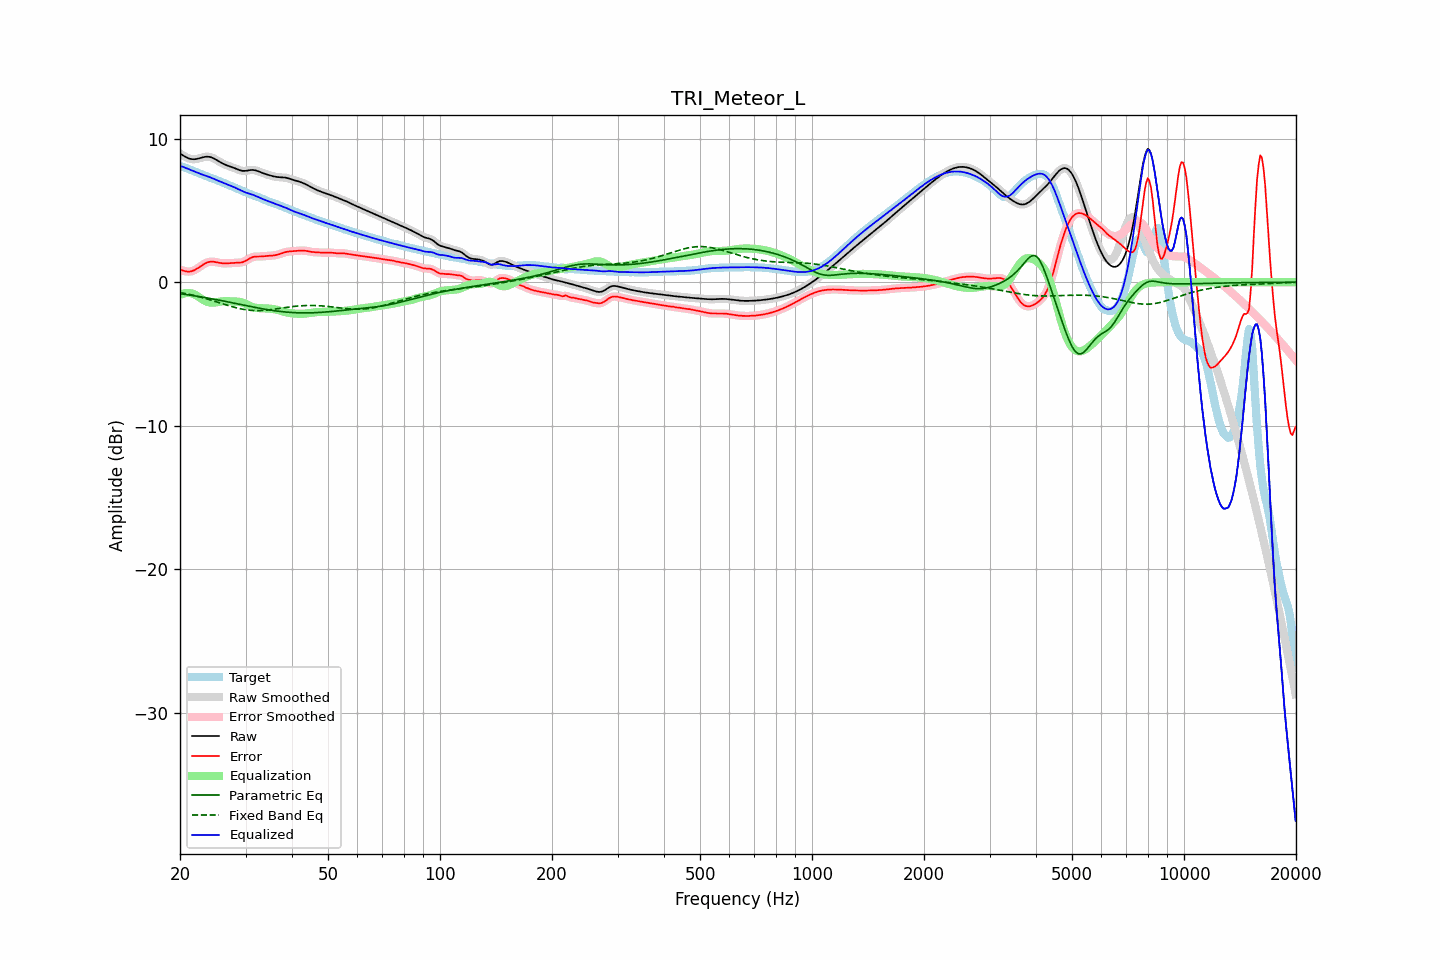 TRI_Meteor_L
10
0
−10
−20
−30
Amplitude (dBr)
Target
Raw Smoothed
Error Smoothed
Raw
Error
Equalization
Parametric Eq
Fixed Band Eq
Equalized
20 50 100 200 500 1000 2000 5000 10000 20000
Frequency (Hz)